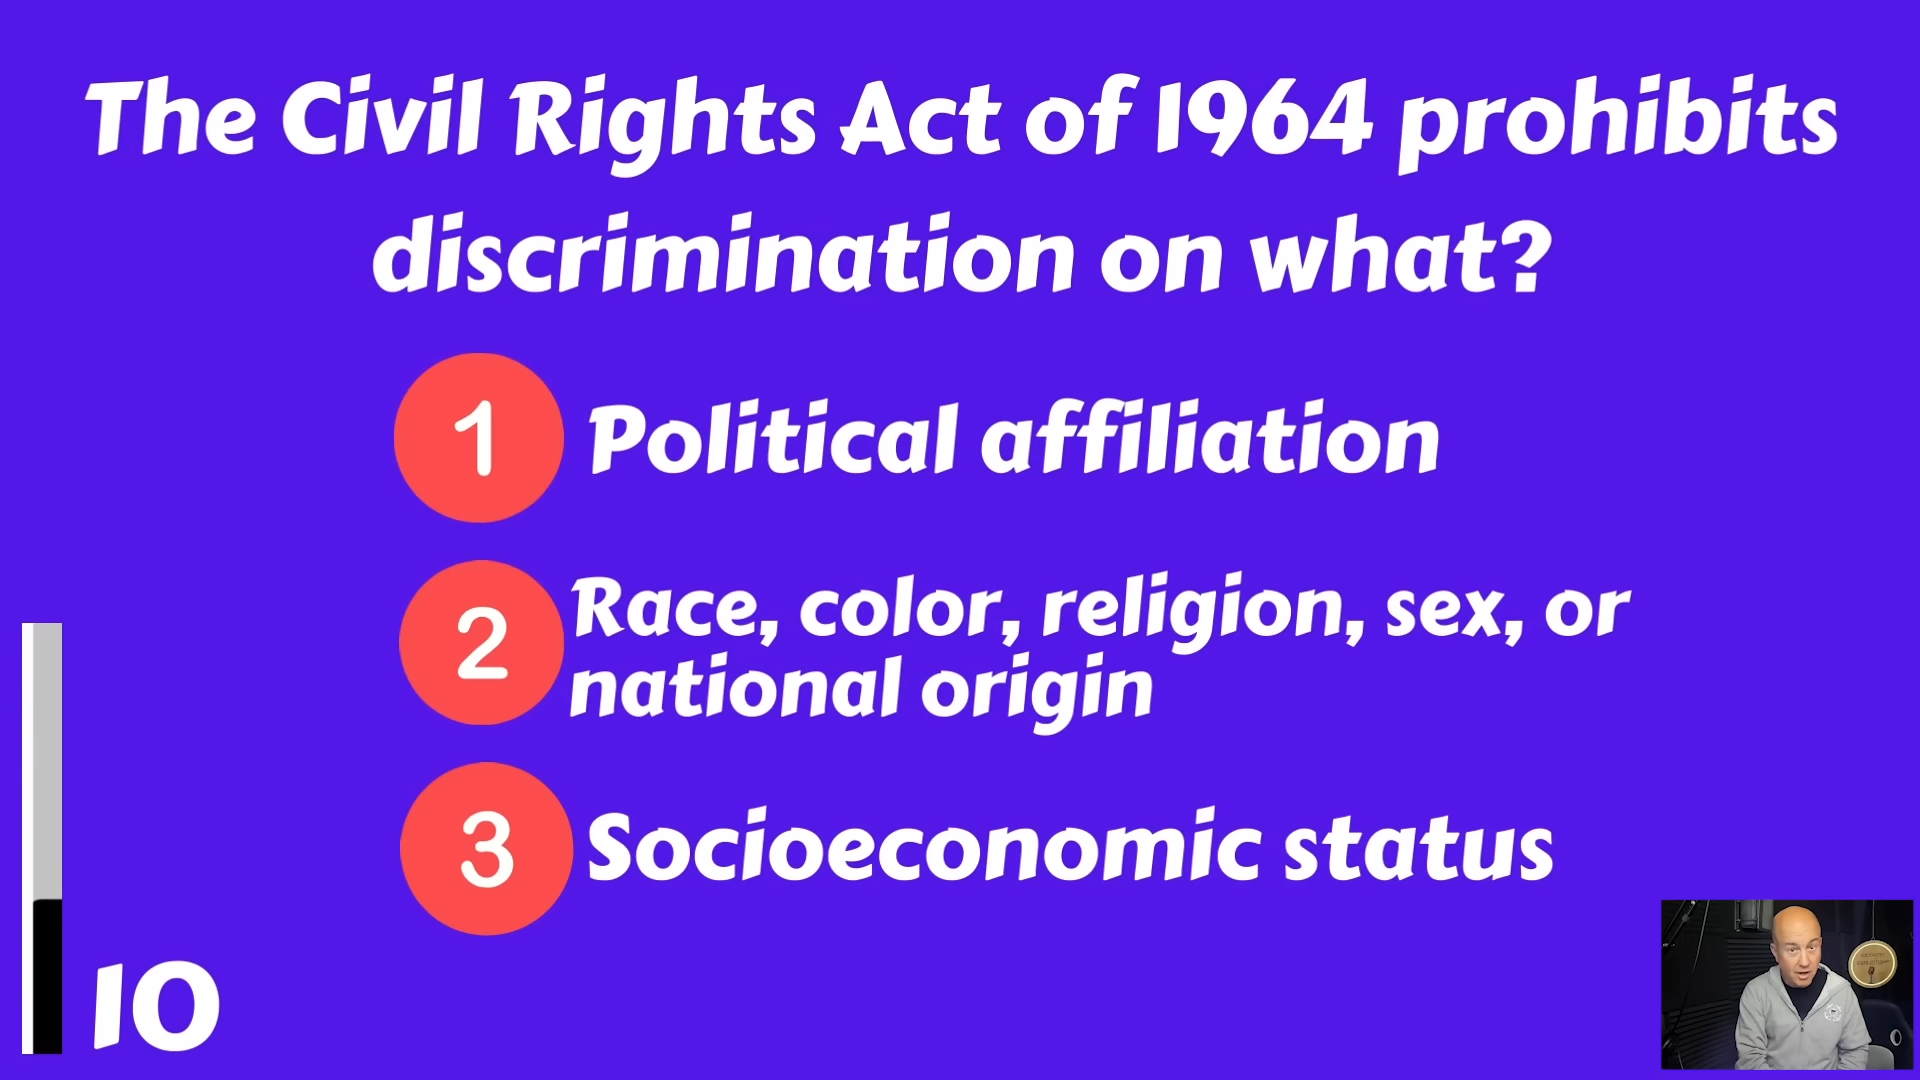 The Civil Rights Act of 1964 prohibits
discrimination on what?
1 Political affiliation
2 Race, color, religion, sex, or
national origin
3 Socioeconomic status
10